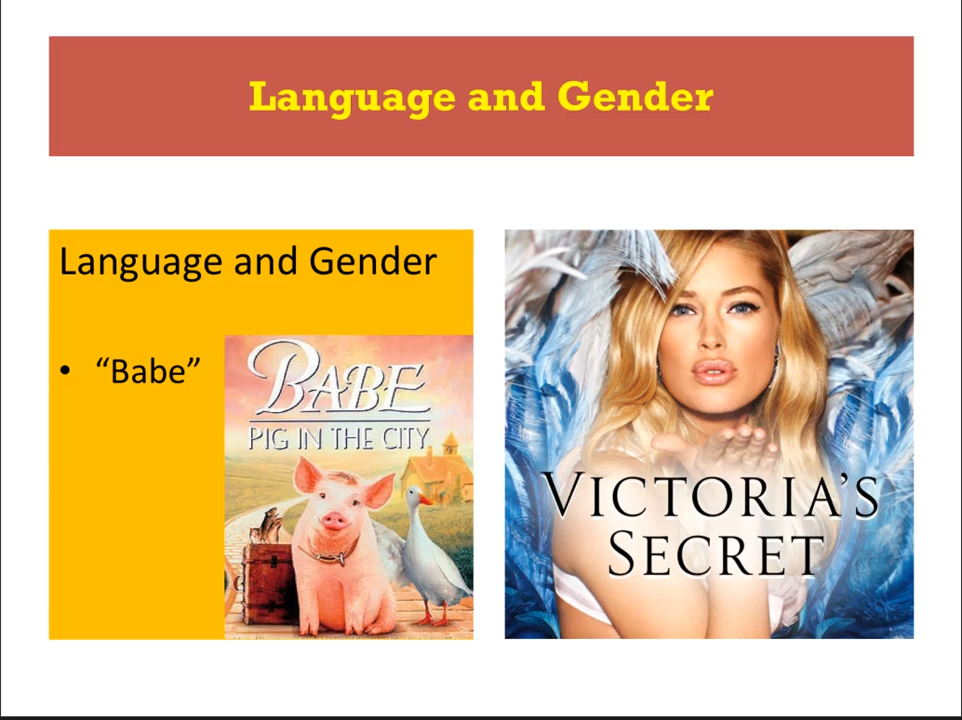 Language and Gender
Language and Gender
• “Babe”
BABE
PIG IN THE CITY
VICTORIA’S
SECRET